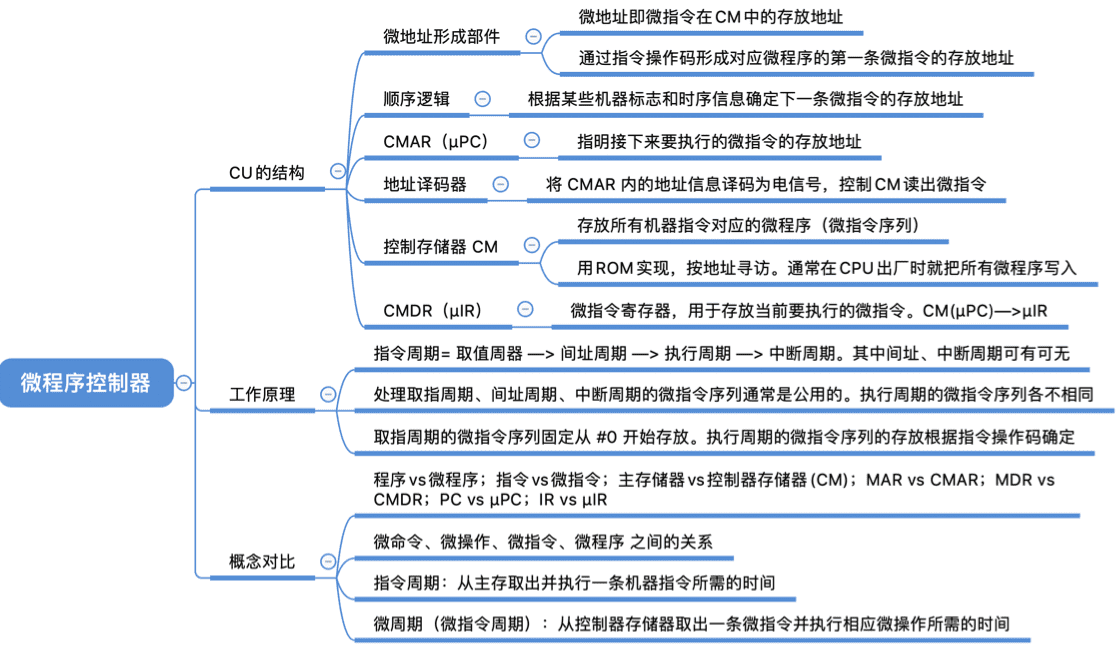 微程序控制器
CU的结构
微地址形成部件
微地址即微指令在CM中的存放地址
通过指令操作码形成对应微程序的第一条微指令的存放地址
顺序逻辑
根据某些机器标志和时序信息确定下一条微指令的存放地址
CMAR（μPC）
指明接下来要执行的微指令的存放地址
地址译码器
将 CMAR 内的地址信息译码为电信号，控制CM读出微指令
控制存储器 CM
存放所有机器指令对应的微程序（微指令序列）
用ROM实现，按地址寻访。通常在CPU出厂时就把所有微程序写入
CMDR（μIR）
微指令寄存器，用于存放当前要执行的微指令。CM(μPC)—>μIR
工作原理
指令周期= 取值周器 —> 间址周期 —> 执行周期 —> 中断周期。其中间址、中断周期可有可无
处理取指周期、间址周期、中断周期的微指令序列通常是公用的。执行周期的微指令序列各不相同
取指周期的微指令序列固定从 #0 开始存放。执行周期的微指令序列的存放根据指令操作码确定
概念对比
程序vs微程序；指令vs微指令；主存储器vs控制器存储器(CM)；MAR vs CMAR；MDR vs
CMDR；PC vs μPC；IR vs μIR
微命令、微操作、微指令、微程序 之间的关系
指令周期：从主存取出并执行一条机器指令所需的时间
微周期（微指令周期）：从控制器存储器取出一条微指令并执行相应微操作所需的时间